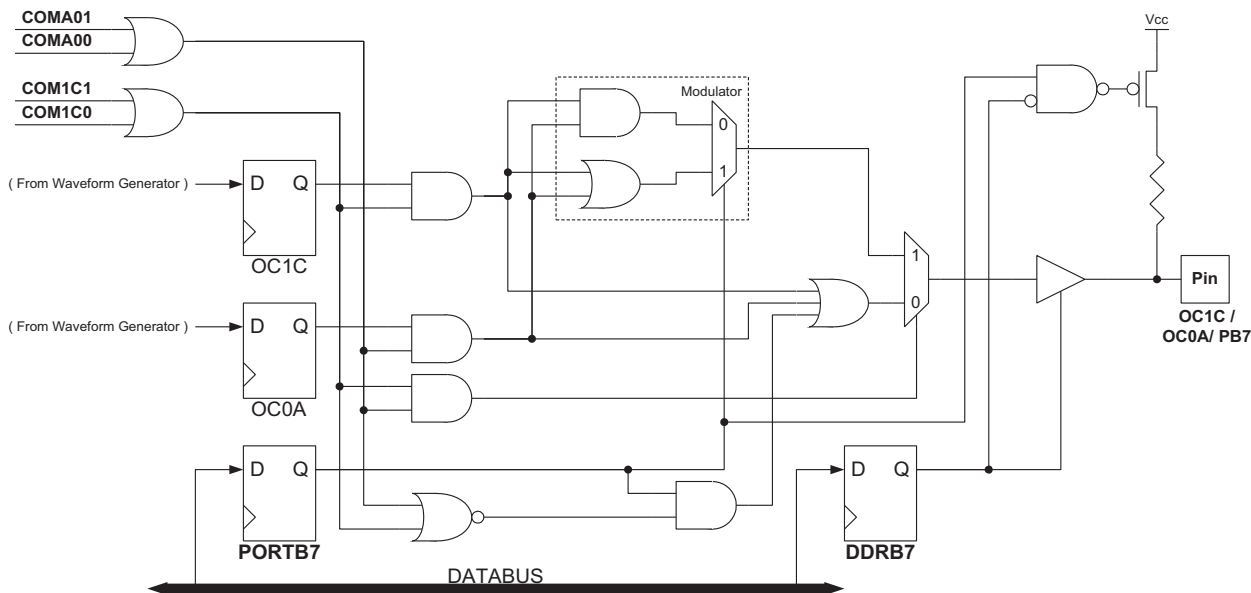 COMA01
COMA00
Vcc
COM1C1
COM1C0
Modulator
0
1
( From Waveform Generator )
D Q
OC1C
1
0
Pin
OC1C /
OC0A/ PB7
( From Waveform Generator )
D Q
OC0A
D Q
PORTB7
D Q
DDRB7
DATABUS